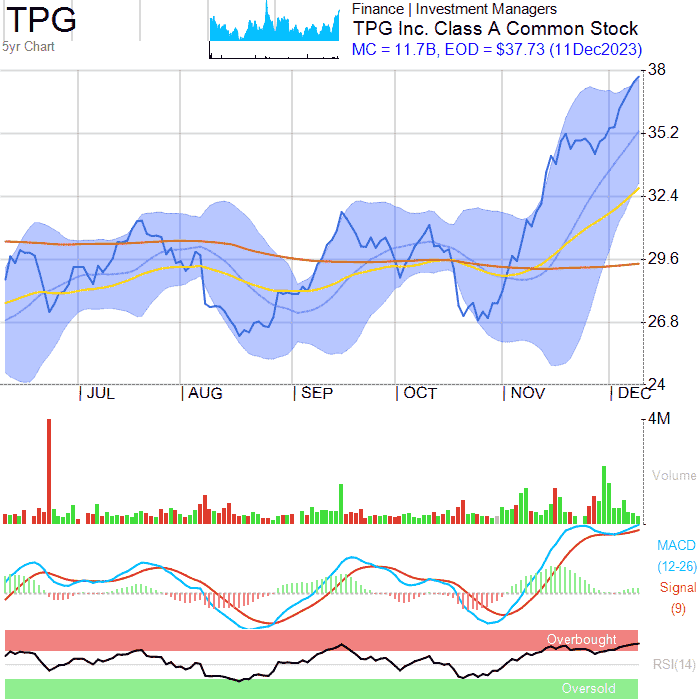 TPG
5yr Chart
Finance | Investment Managers
TPG Inc. Class A Common Stock
MC = 11.7B, EOD = $37.73 (11Dec2023)
38
35.2
32.4
29.6
26.8
24
JUL AUG SEP OCT NOV DEC
4M
Volume
MACD
(12-26)
Signal
(9)
Overbought
RSI(14)
Oversold